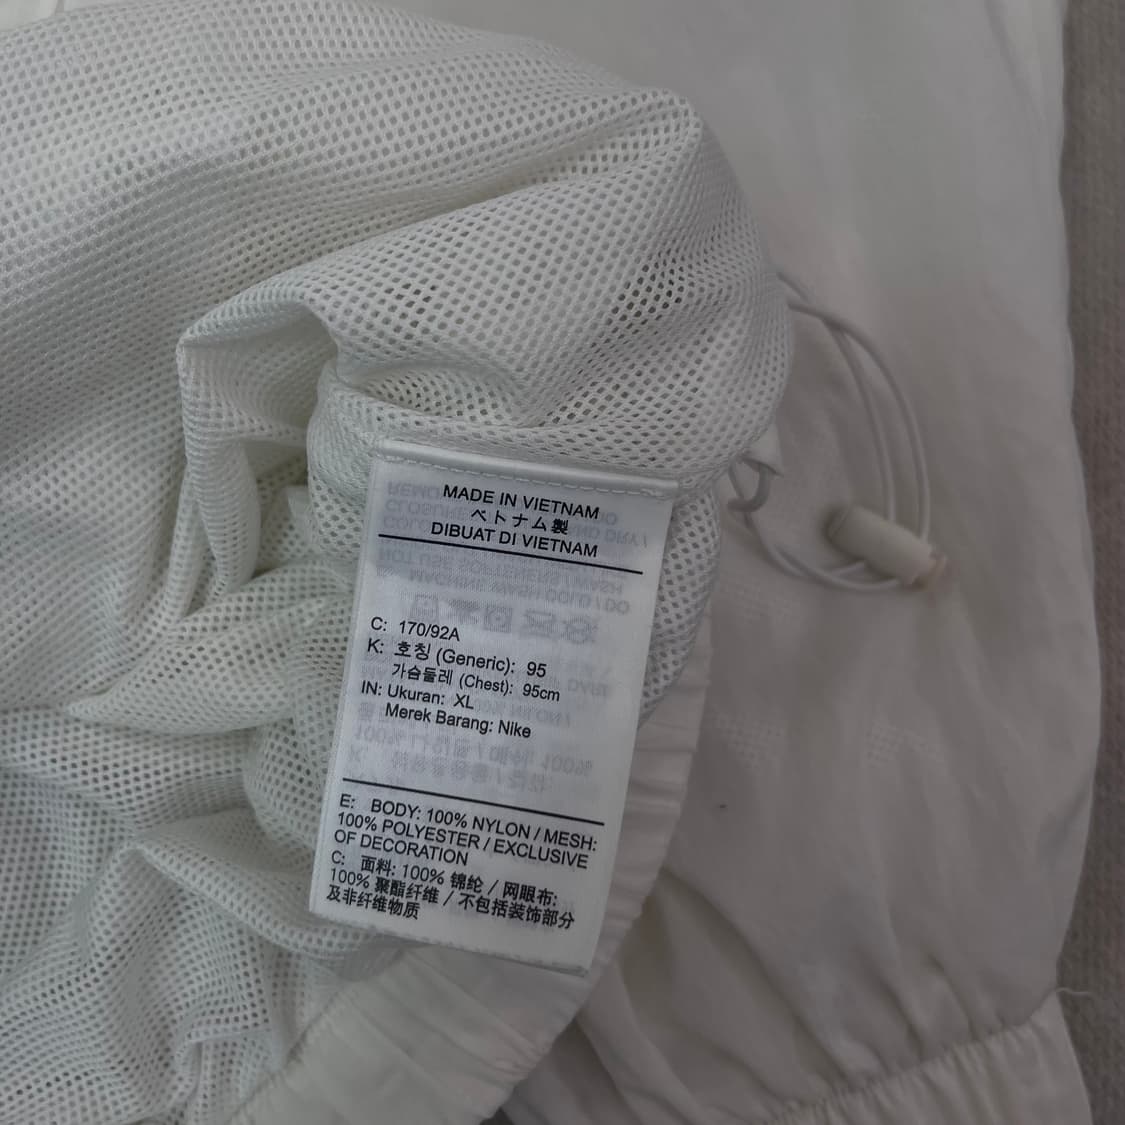 MADE IN VIETNAM
ベトナム製
DIBUAT DI VIETNAM
C: 170/92A
K: 호칭 (Generic): 95
가슴둘레 (Chest): 95cm
IN: Ukuran: XL
Merek Barang: Nike
E: BODY: 100% NYLON / MESH:
100% POLYESTER / EXCLUSIVE
OF DECORATION
C: 面料: 100% 锦纶 / 网眼布:
100% 聚酯纤维 / 不包括装饰部分
及非纤维物质